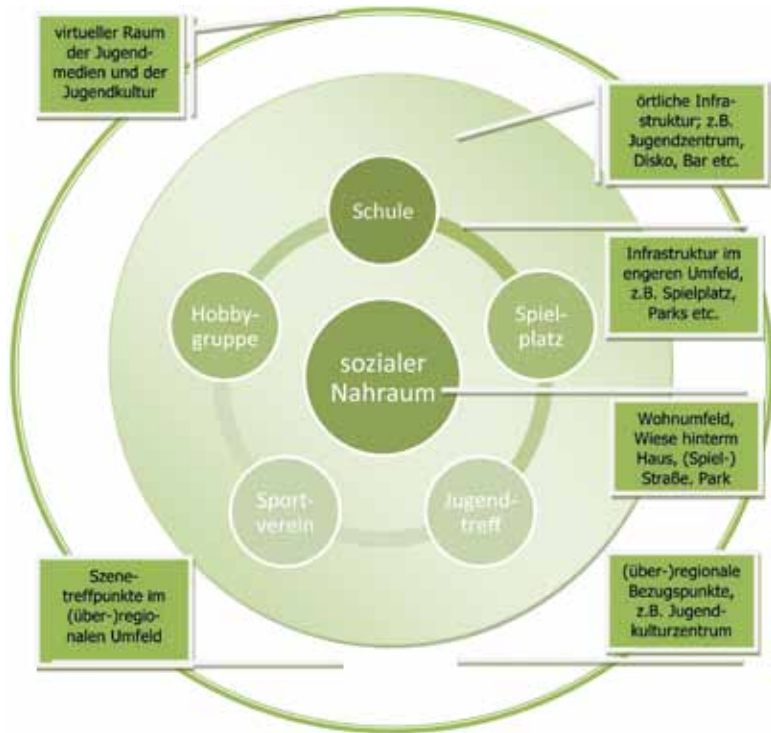 virtueller Raum
der Jugend-
medien und der
Jugendkultur
örtliche Infra-
struktur; z.B.
Jugendzentrum,
Disko, Bar etc.
Schule
Infrastruktur im
engeren Umfeld,
z.B. Spielplatz,
Parks etc.
Hobby-
gruppe
Spiel-
platz
sozialer
Nahraum
Wohnumfeld,
Wiese hinterm
Haus, (Spiel-)
Straße, Park
Sport-
verein
Jugend-
treff
Szene-
treffpunkte im
(über-)regio-
nalen Umfeld
(über-)regionale
Bezugspunkte,
z.B. Jugend-
kulturzentrum